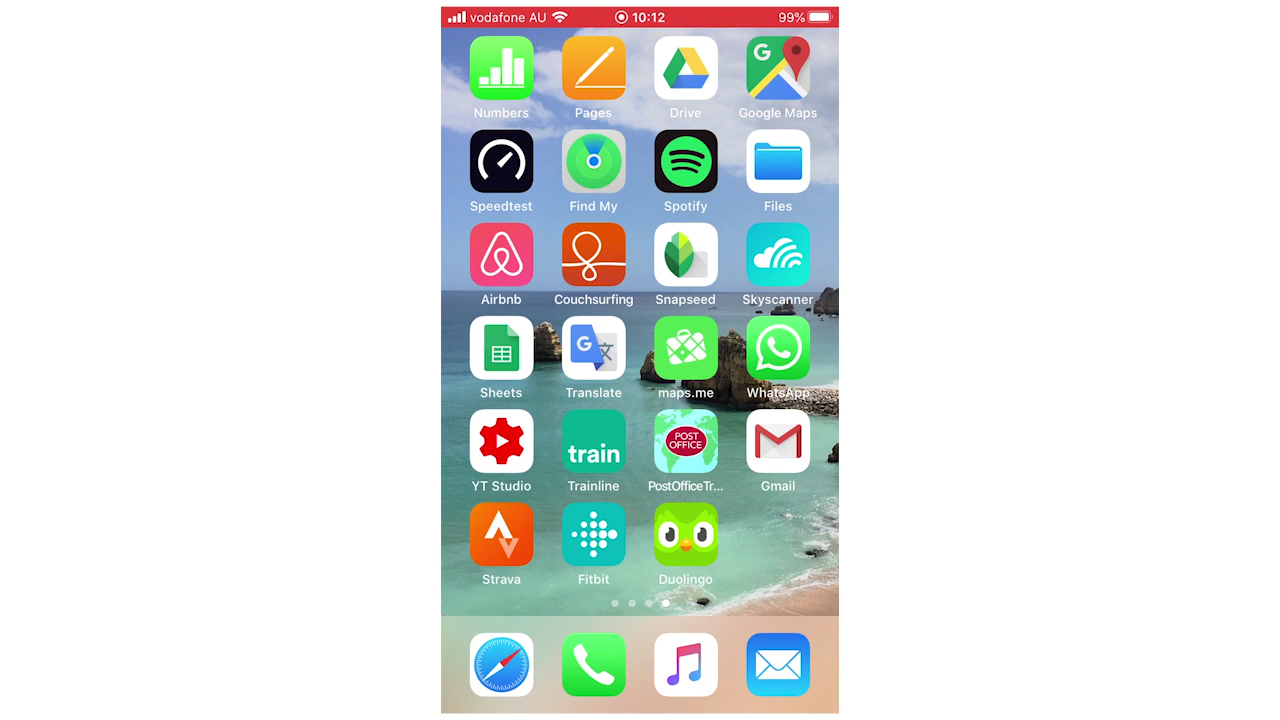 vodafone AU 10:12 99%
Numbers Pages Drive Google Maps
Speedtest Find My Spotify Files
Airbnb Couchsurfing Snapseed Skyscanner
Sheets Translate maps.me WhatsApp
train POST OFFICE
YT Studio Trainline PostOfficeTr... Gmail
Strava Fitbit Duolingo